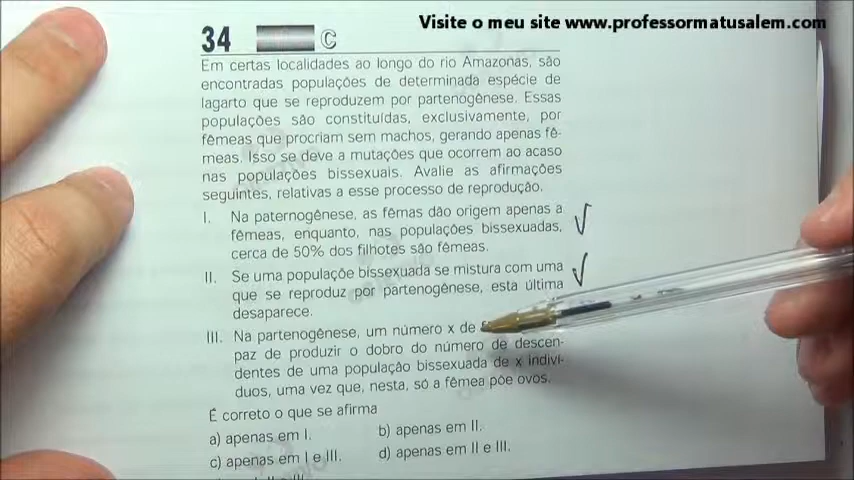 Visite o meu site www.professormatusalem.com
34 C
Em certas localidades ao longo do rio Amazonas, são
encontradas populações de determinada espécie de
lagarto que se reproduzem por partenogênese. Essas
populações são constituídas, exclusivamente, por
fêmeas que procriam sem machos, gerando apenas fê-
meas. Isso se deve a mutações que ocorrem ao acaso
nas populações bissexuais. Avalie as afirmações
seguintes, relativas a esse processo de reprodução.
I. Na paternogênese, as fêmas dão origem apenas a
fêmeas, enquanto, nas populações bissexuadas,
cerca de 50% dos filhotes são fêmeas.
II. Se uma populaçõe bissexuada se mistura com uma
que se reproduz por partenogênese, esta última
desaparece.
III. Na partenogênese, um número x de
paz de produzir o dobro do número de descen-
dentes de uma população bissexuada de x indiví-
duos, uma vez que, nesta, só a fêmea põe ovos.
É correto o que se afirma
a) apenas em I. b) apenas em II.
c) apenas em I e III. d) apenas em II e III.